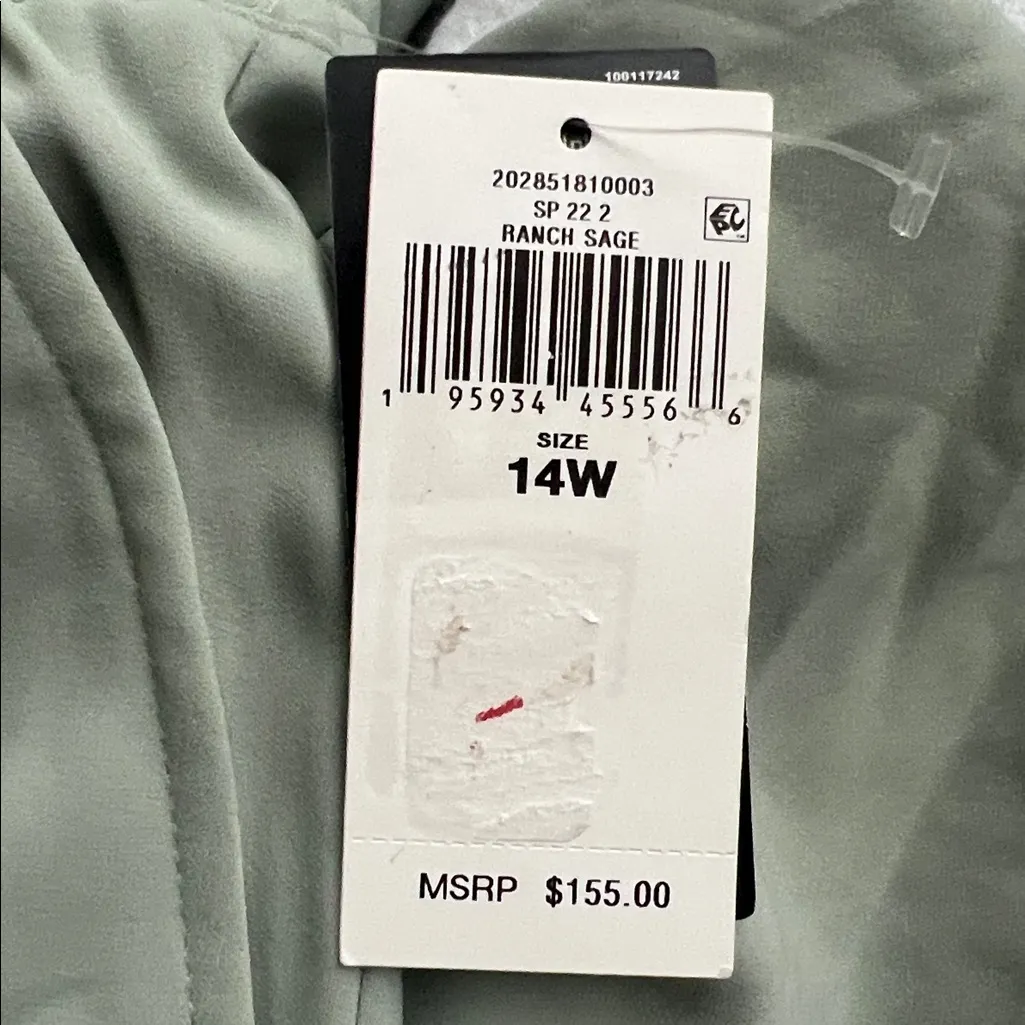 100117242
202851810003
SP 22 2
RANCH SAGE
1 95934 45556 6
SIZE
14W
MSRP $155.00